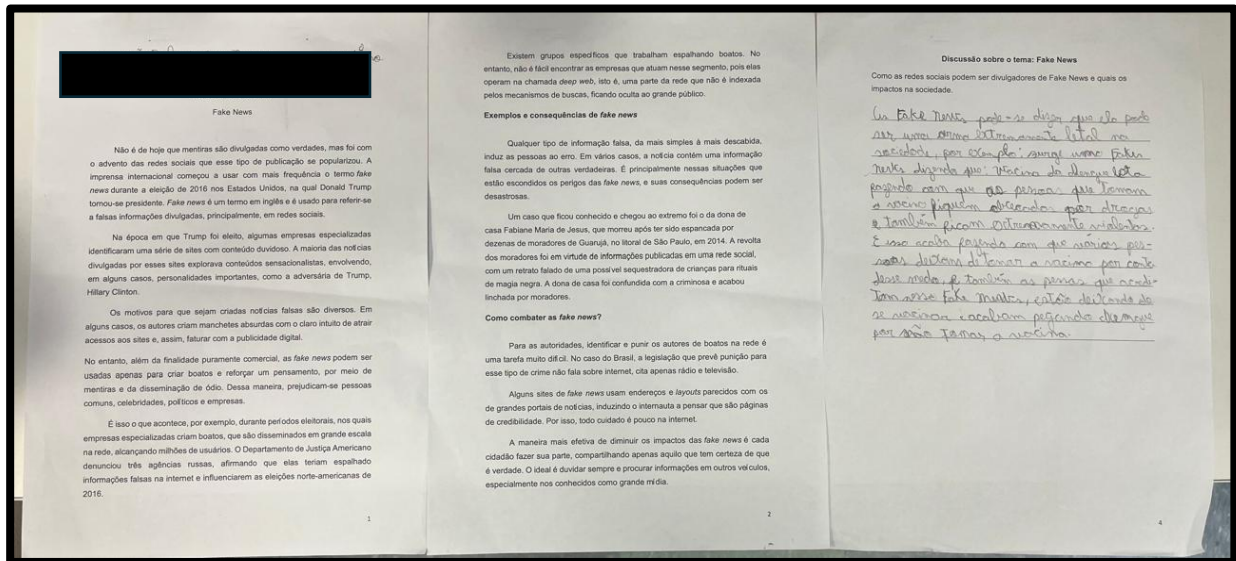 Fake News
Não é de hoje que mentiras são divulgadas como verdades, mas foi com
o advento das redes sociais que esse tipo de publicação se popularizou. A
imprensa internacional começou a usar com mais frequência o termo fake
news durante a eleição de 2016 nos Estados Unidos, na qual Donald Trump
tornou-se presidente. Fake news é um termo em inglês e é usado para referir-se
a falsas informações divulgadas, principalmente, em redes sociais.
Na época em que Trump foi eleito, algumas empresas especializadas
identificaram uma série de sites com conteúdo duvidoso. A maioria das notícias
divulgadas por esses sites explorava conteúdos sensacionalistas, envolvendo,
em alguns casos, personalidades importantes, como a adversária de Trump,
Hillary Clinton.
Os motivos para que sejam criadas notícias falsas são diversos. Em
alguns casos, os autores criam manchetes absurdas com o claro intuito de atrair
acessos aos sites e, assim, faturar com a publicidade digital.
No entanto, além da finalidade puramente comercial, as fake news podem ser
usadas apenas para criar boatos e reforçar um pensamento, por meio de
mentiras e da disseminação de ódio. Dessa maneira, prejudicam-se pessoas
comuns, celebridades, políticos e empresas.
É isso o que acontece, por exemplo, durante períodos eleitorais, nos quais
empresas especializadas criam boatos, que são disseminados em grande escala
na rede, alcançando milhões de usuários. O Departamento de Justiça Americano
denunciou três agências russas, afirmando que elas teriam espalhado
informações falsas na internet e influenciarem as eleições norte-americanas de
2016.
1
Existem grupos específicos que trabalham espalhando boatos. No
entanto, não é fácil encontrar as empresas que atuam nesse segmento, pois elas
operam na chamada deep web, isto é, uma parte da rede que não é indexada
pelos mecanismos de buscas, ficando oculta ao grande público.
Exemplos e consequências de fake news
Qualquer tipo de informação falsa, da mais simples à mais descabida,
induz as pessoas ao erro. Em vários casos, a notícia contém uma informação
falsa cercada de outras verdadeiras. É principalmente nessas situações que
estão escondidos os perigos das fake news, e suas consequências podem ser
desastrosas.
Um caso que ficou conhecido e chegou ao extremo foi o da dona de
casa Fabiane Maria de Jesus, que morreu após ter sido espancada por
dezenas de moradores de Guarujá, no litoral de São Paulo, em 2014. A revolta
dos moradores foi em virtude de informações publicadas em uma rede social,
com um retrato falado de uma possível sequestradora de crianças para rituais
de magia negra. A dona de casa foi confundida com a criminosa e acabou
linchada por moradores.
Como combater as fake news?
Para as autoridades, identificar e punir os autores de boatos na rede é
uma tarefa muito difícil. No caso do Brasil, a legislação que prevê punição para
esse tipo de crime não fala sobre internet, cita apenas rádio e televisão.
Alguns sites de fake news usam endereços e layouts parecidos com os
de grandes portais de notícias, induzindo o internauta a pensar que são páginas
de credibilidade. Por isso, todo cuidado é pouco na internet.
A maneira mais efetiva de diminuir os impactos das fake news é cada
cidadão fazer sua parte, compartilhando apenas aquilo que tem certeza de que
é verdade. O ideal é duvidar sempre e procurar informações em outros veículos,
especialmente nos conhecidos como grande mídia.
2
Discussão sobre o tema: Fake News
Como as redes sociais podem ser divulgadores de Fake News e quais os
impactos na sociedade.
Fake News, pode-se dizer que ela pode
ser uma arma extremamente letal na
sociedade, por exemplo: surge uma Fake
dizendo que: Vacina da dengue
fazendo com que as pessoas que tomam
a vacina fiquem por drogas
e também ficam extremamente violentas.
E isso acaba fazendo com que varias pes-
soas deixam de tomar a vacina por conta
desse medo, e também as que acredi-
tam nesse Fake estão deixando de
se vacinar acabam pegando dengue
por não tomar a vacina.
4